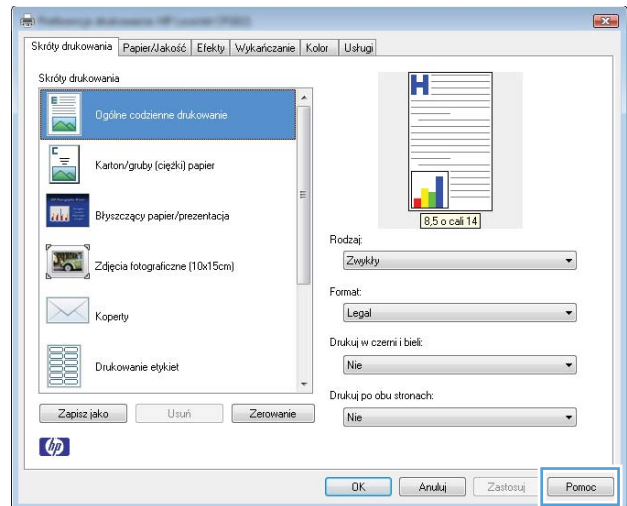 Skróty drukowania Papier/Jakość Efekty Wykańczanie Kolor Usługi
Skróty drukowania
Ogólne codzienne drukowanie
Karton/gruby (ciężki) papier
Błyszczący papier/prezentacja
Zdjęcia fotograficzne (10x15cm)
Koperty
Drukowanie etykiet
Zapisz jako Usuń Zerowanie
hp
H
8,5 o cali 14
Rodzaj:
Zwykły
Format:
Legal
Drukuj w czerni i bieli:
Nie
Drukuj po obu stronach:
Nie
OK Anuluj Zastosuj Pomoc